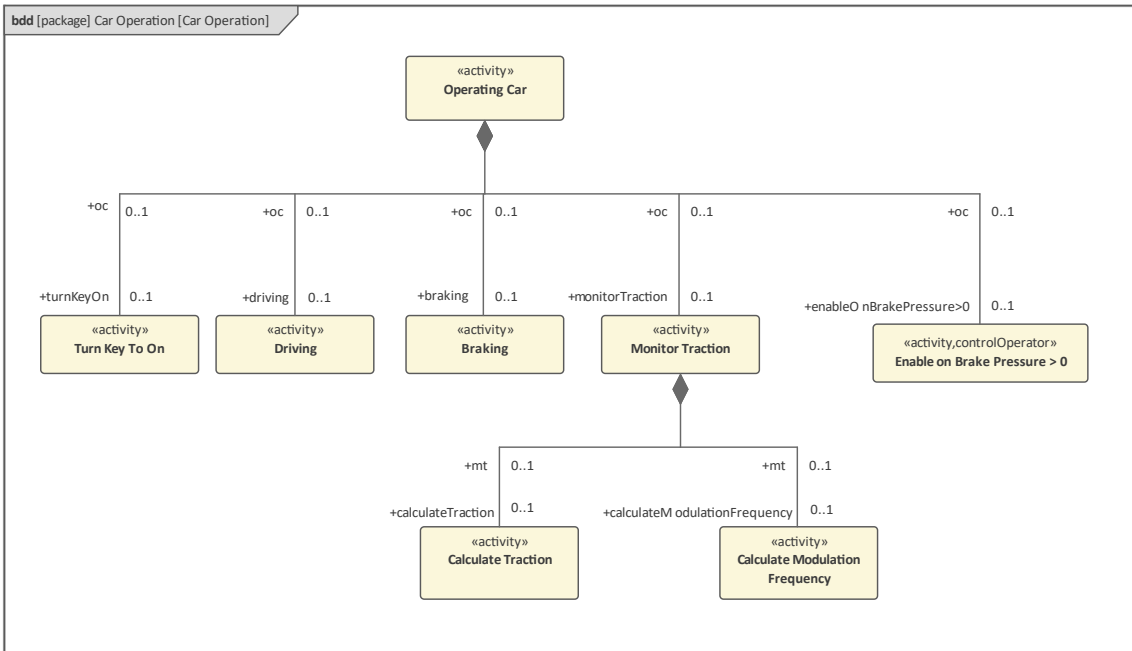 bdd [package] Car Operation [Car Operation]
«activity»
Operating Car
+oc 0..1 +oc 0..1 +oc 0..1 +oc 0..1 +oc 0..1
+turnKeyOn 0..1 +driving 0..1 +braking 0..1 +monitorTraction 0..1 +enableO nBrakePressure>0 0..1
«activity» «activity» «activity» «activity» «activity,controlOperator»
Turn Key To On Driving Braking Monitor Traction Enable on Brake Pressure > 0
+mt 0..1 +mt 0..1
+calculateTraction 0..1 +calculateM odulationFrequency 0..1
«activity» «activity»
Calculate Traction Calculate Modulation
Frequency